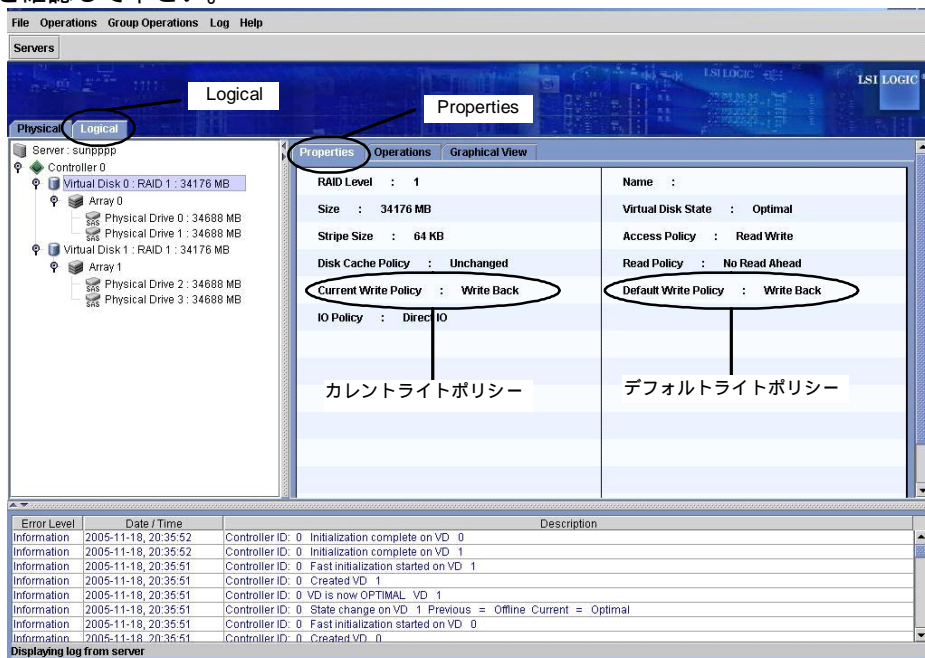 を確認して下さい。
File Operations Group Operations Log Help
Servers
LSI LOGIC
LSI LOGIC
Logical
Properties
Physical Logical
Server : sunpppp
Controller 0
Virtual Disk 0 : RAID 1 : 34176 MB
Array 0
Physical Drive 0 : 34688 MB
Physical Drive 1 : 34688 MB
Virtual Disk 1 : RAID 1 : 34176 MB
Array 1
Physical Drive 2 : 34688 MB
Physical Drive 3 : 34688 MB
Properties Operations Graphical View
RAID Level : 1
Name :
Size : 34176 MB
Virtual Disk State : Optimal
Stripe Size : 64 KB
Access Policy : Read Write
Disk Cache Policy : Unchanged
Read Policy : No Read Ahead
Current Write Policy : Write Back
Default Write Policy : Write Back
IO Policy : Direct IO
カレントライトポリシー
デフォルトライトポリシー
Error Level Date / Time Description
Information 2005-11-18, 20:35:52 Controller ID: 0 Initialization complete on VD 0
Information 2005-11-18, 20:35:52 Controller ID: 0 Initialization complete on VD 1
Information 2005-11-18, 20:35:51 Controller ID: 0 Fast initialization started on VD 1
Information 2005-11-18, 20:35:51 Controller ID: 0 Created VD 1
Information 2005-11-18, 20:35:51 Controller ID: 0 VD is now OPTIMAL VD 1
Information 2005-11-18, 20:35:51 Controller ID: 0 State change on VD 1 Previous = Offline Current = Optimal
Information 2005-11-18, 20:35:51 Controller ID: 0 Fast initialization started on VD 0
Information 2005-11-18, 20:35:51 Controller ID: 0 Created VD 0
Displaying log from server